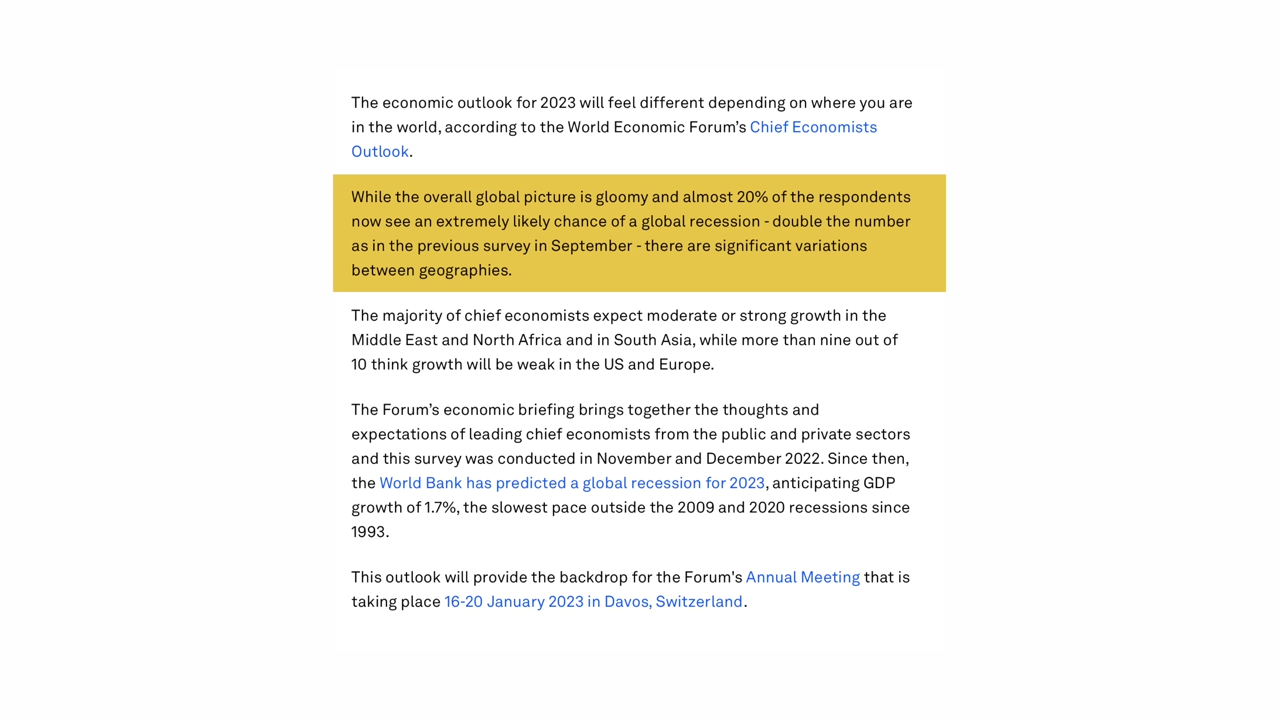 The economic outlook for 2023 will feel different depending on where you are
in the world, according to the World Economic Forum’s Chief Economists
Outlook.
While the overall global picture is gloomy and almost 20% of the respondents
now see an extremely likely chance of a global recession - double the number
as in the previous survey in September - there are significant variations
between geographies.
The majority of chief economists expect moderate or strong growth in the
Middle East and North Africa and in South Asia, while more than nine out of
10 think growth will be weak in the US and Europe.
The Forum’s economic briefing brings together the thoughts and
expectations of leading chief economists from the public and private sectors
and this survey was conducted in November and December 2022. Since then,
the World Bank has predicted a global recession for 2023, anticipating GDP
growth of 1.7%, the slowest pace outside the 2009 and 2020 recessions since
1993.
This outlook will provide the backdrop for the Forum's Annual Meeting that is
taking place 16-20 January 2023 in Davos, Switzerland.